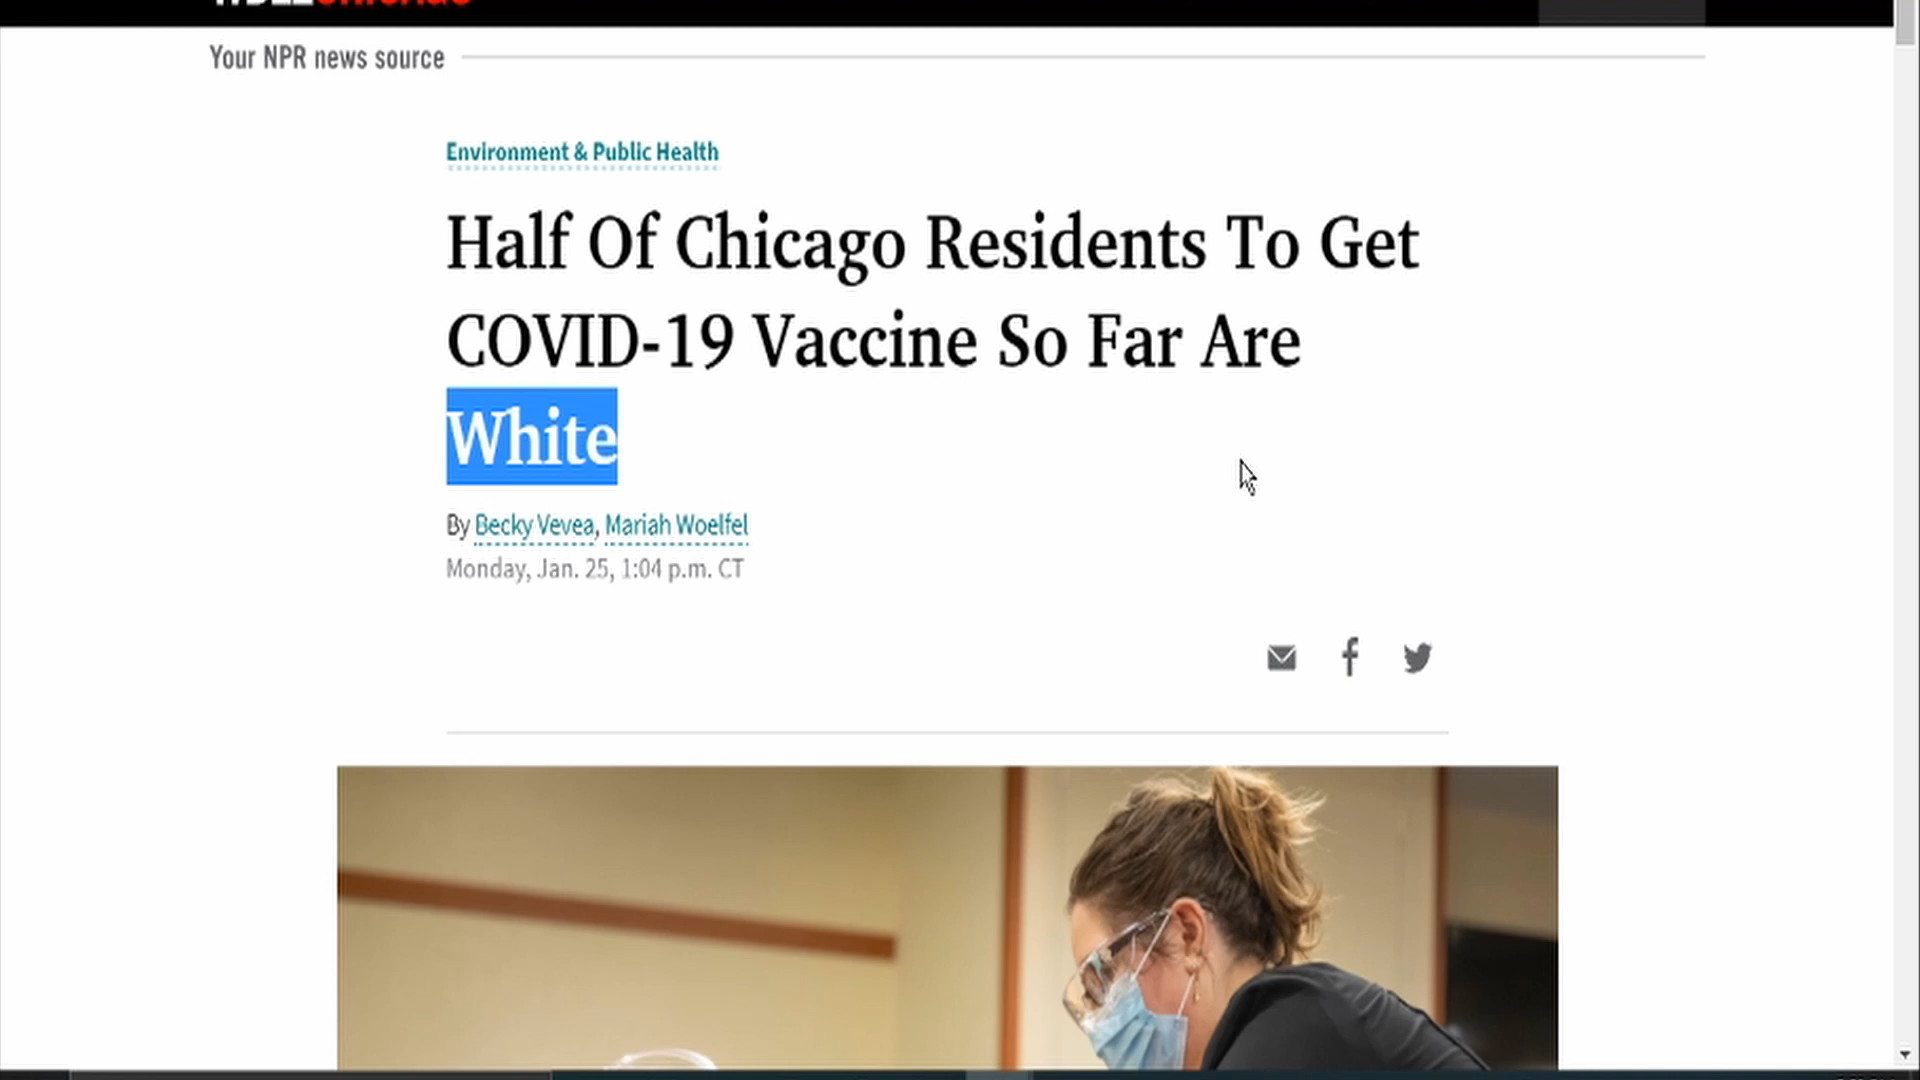 Your NPR news source
Environment & Public Health
Half Of Chicago Residents To Get
COVID-19 Vaccine So Far Are
White
By Becky Vevea, Mariah Woelfel
Monday, Jan. 25, 1:04 p.m. CT